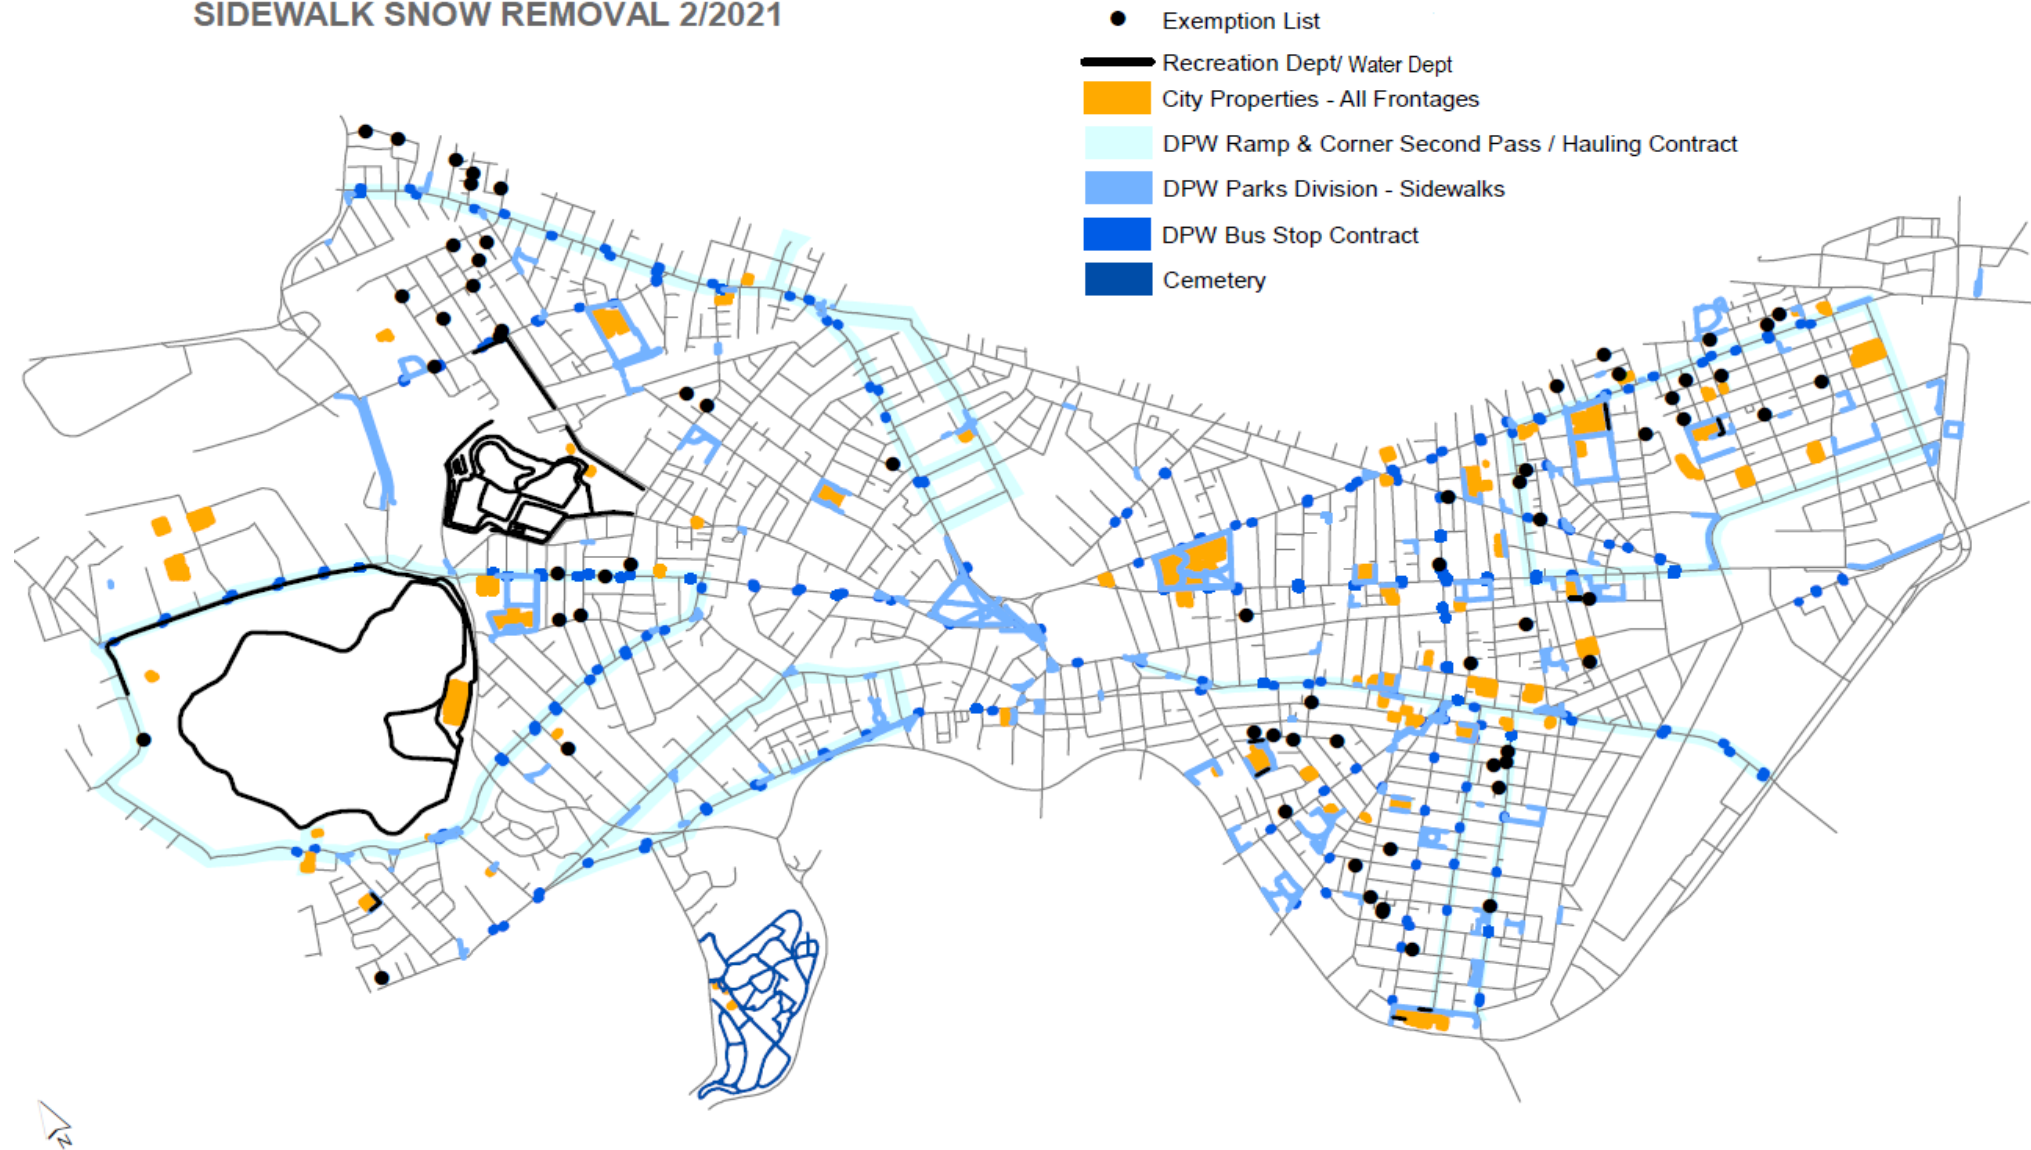 SIDEWALK SNOW REMOVAL 2/2021
Exemption List
Recreation Dept/ Water Dept
City Properties - All Frontages
DPW Ramp & Corner Second Pass / Hauling Contract
DPW Parks Division - Sidewalks
DPW Bus Stop Contract
Cemetery
N